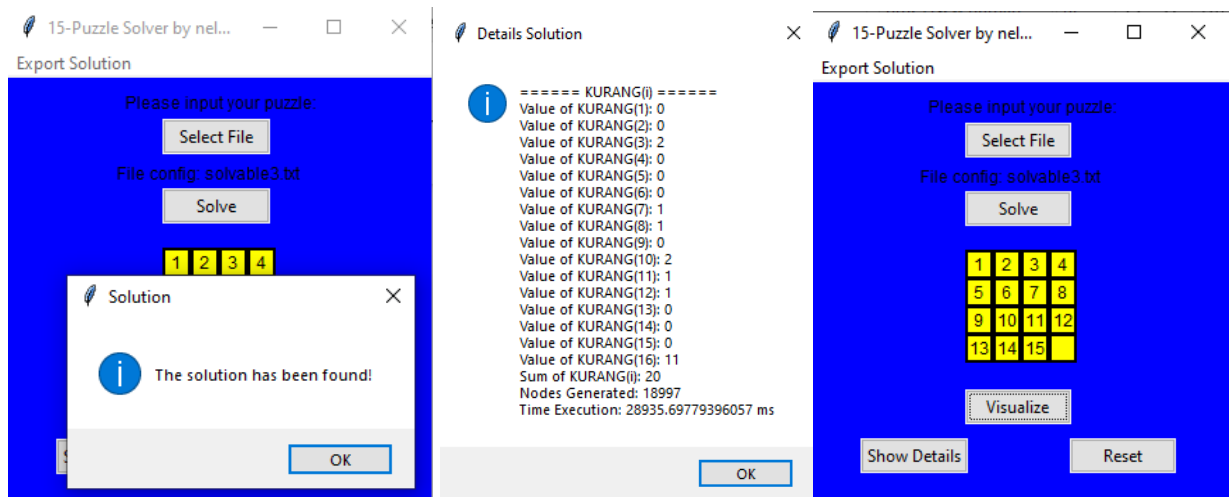 15-Puzzle Solver by nel...
Export Solution
Please input your puzzle:
Select File
File config: solvable3.txt
Solve
1 2 3 4
Solution
The solution has been found!
OK
S
Details Solution
====== KURANG(i) ======
Value of KURANG(1): 0
Value of KURANG(2): 0
Value of KURANG(3): 2
Value of KURANG(4): 0
Value of KURANG(5): 0
Value of KURANG(6): 0
Value of KURANG(7): 1
Value of KURANG(8): 1
Value of KURANG(9): 0
Value of KURANG(10): 2
Value of KURANG(11): 1
Value of KURANG(12): 1
Value of KURANG(13): 0
Value of KURANG(14): 0
Value of KURANG(15): 0
Value of KURANG(16): 11
Sum of KURANG(i): 20
Nodes Generated: 18997
Time Execution: 28935.69779396057 ms
OK
15-Puzzle Solver by nel...
Export Solution
Please input your puzzle:
Select File
File config: solvable3.txt
Solve
1 2 3 4
5 6 7 8
9 10 11 12
13 14 15
Visualize
Show Details Reset